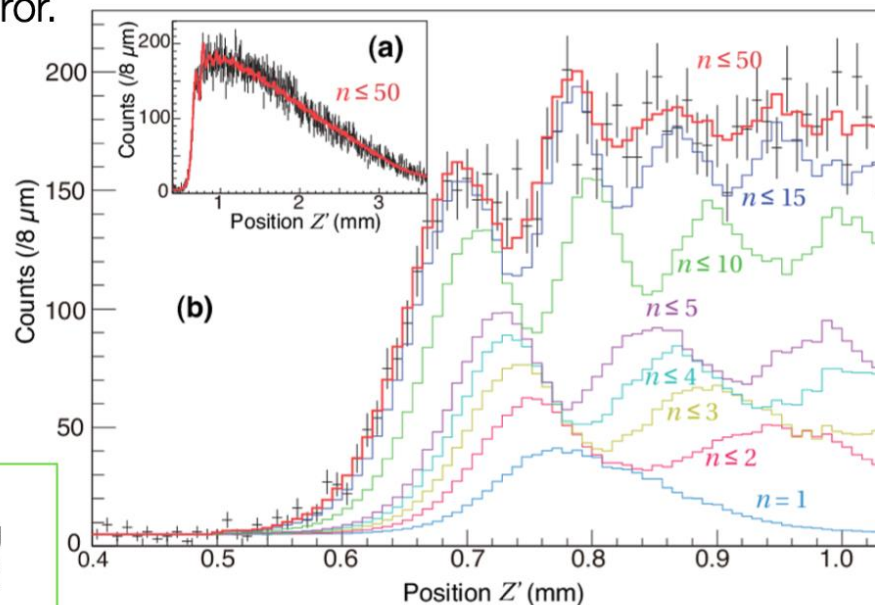 ror.
(a)
n ≤ 50
Counts (/8 μm)
200
100
0
1
2
3
Position Z' (mm)
(b)
n ≤ 50
n ≤ 15
n ≤ 10
n ≤ 5
n ≤ 4
n ≤ 3
n ≤ 2
n = 1
Counts (/8 μm)
200
150
100
50
0
0.4
0.5
0.6
0.7
0.8
0.9
1.0
Position Z' (mm)